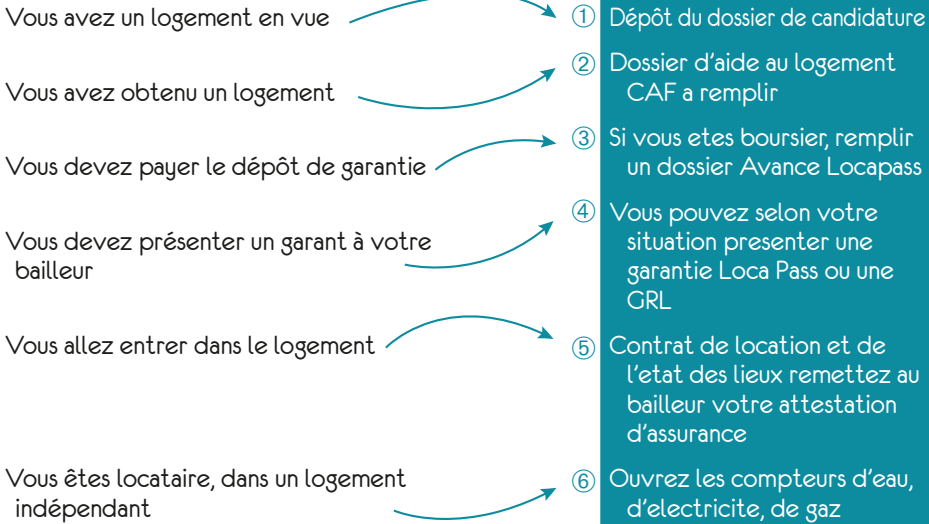 Vous avez un logement en vue
① Dépôt du dossier de candidature
Vous avez obtenu un logement
② Dossier d'aide au logement
CAF a remplir
Vous devez payer le dépôt de garantie
③ Si vous etes boursier, remplir
un dossier Avance Locapass
Vous devez présenter un garant à votre
bailleur
④ Vous pouvez selon votre
situation presenter une
garantie Loca Pass ou une
GRL
Vous allez entrer dans le logement
⑤ Contrat de location et de
l'etat des lieux remettez au
bailleur votre attestation
d'assurance
Vous êtes locataire, dans un logement
indépendant
⑥ Ouvrez les compteurs d'eau,
d'electricite, de gaz